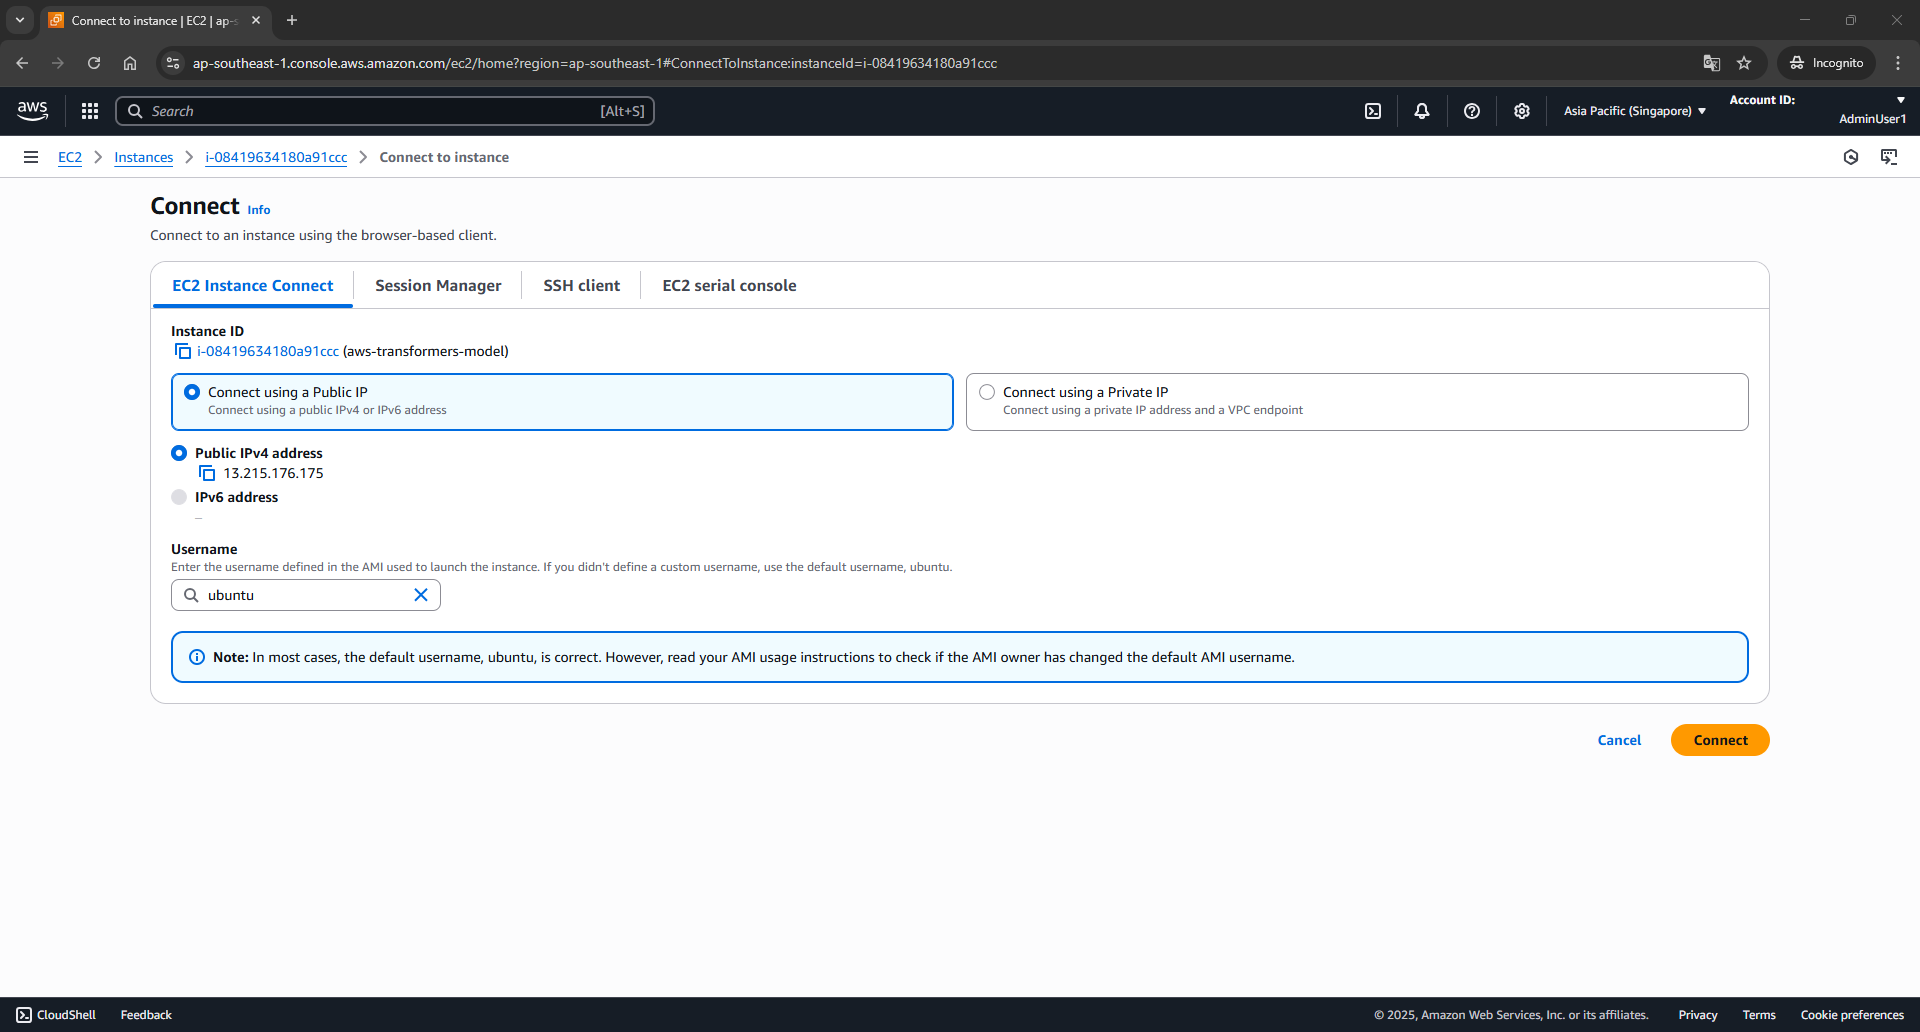 Connect to instance | EC2 | ap-s
ap-southeast-1.console.aws.amazon.com/ec2/home?region=ap-southeast-1#ConnectToInstance:instanceId=i-08419634180a91ccc
Incognito
aws
Search
[Alt+S]
Asia Pacific (Singapore)
Account ID:
AdminUser1
EC2
Instances
i-08419634180a91ccc
Connect to instance
Connect Info
Connect to an instance using the browser-based client.
EC2 Instance Connect
Session Manager
SSH client
EC2 serial console
Instance ID
i-08419634180a91ccc (aws-transformers-model)
Connect using a Public IP
Connect using a public IPv4 or IPv6 address
Connect using a Private IP
Connect using a private IP address and a VPC endpoint
Public IPv4 address
13.215.176.175
IPv6 address
–
Username
Enter the username defined in the AMI used to launch the instance. If you didn't define a custom username, use the default username, ubuntu.
ubuntu
Note: In most cases, the default username, ubuntu, is correct. However, read your AMI usage instructions to check if the AMI owner has changed the default AMI username.
Cancel
Connect
CloudShell
Feedback
© 2025, Amazon Web Services, Inc. or its affiliates.
Privacy
Terms
Cookie preferences